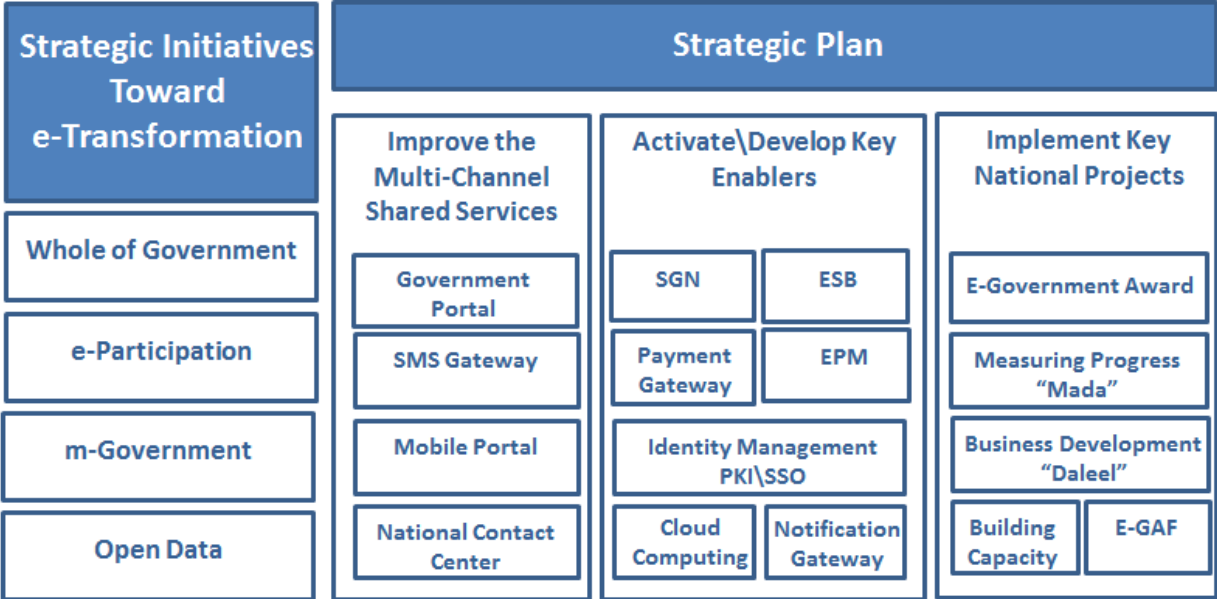 Strategic Initiatives
Toward
e-Transformation
Whole of Government
e-Participation
m-Government
Open Data
Strategic Plan
Improve the
Multi-Channel
Shared Services
Government
Portal
SMS Gateway
Mobile Portal
National Contact
Center
Activate\Develop Key
Enablers
SGN
ESB
Payment
Gateway
EPM
Identity Management
PKI\SSO
Cloud
Computing
Notification
Gateway
Implement Key
National Projects
E-Government Award
Measuring Progress
“Mada”
Business Development
“Daleel”
Building
Capacity
E-GAF